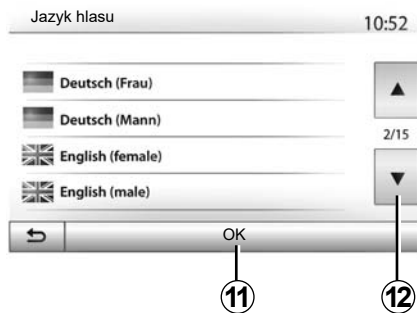 Jazyk hlasu
10:52
Deutsch (Frau)
Deutsch (Mann)
2/15
English (female)
English (male)
OK
11
12